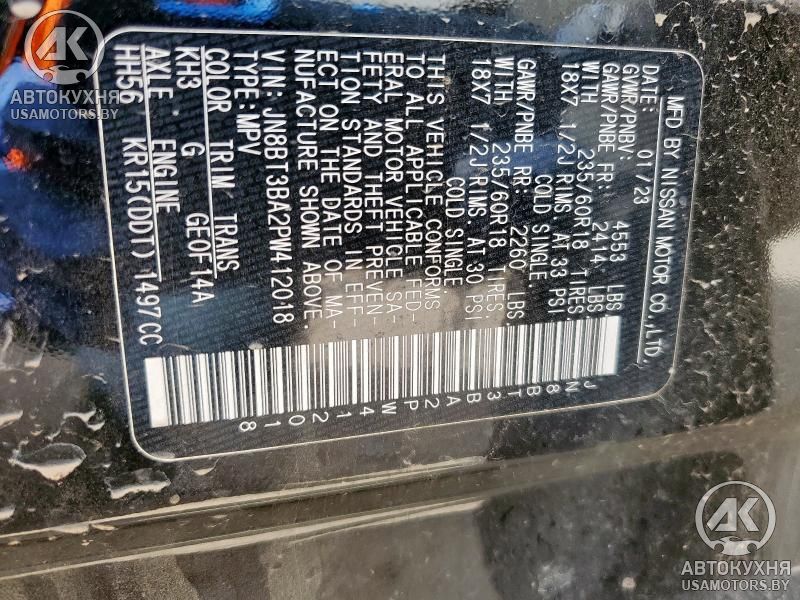 MFD BY NISSAN MOTOR CO.,LTD
DATE: 01/23
GVWR/PNBV: 4553 LBS
GAWR/PNBE FR: 2414 LBS
WITH 235/60R18 TIRES
18X7 1/2J RIMS AT 33 PSI
COLD SINGLE
GAWR/PNBE RR: 2260 LBS.
WITH 235/60R18 TIRES
18X7 1/2J RIMS AT 30 PSI
COLD SINGLE
THIS VEHICLE CONFORMS
TO ALL APPLICABLE FED-
ERAL MOTOR VEHICLE SA-
FETY AND THEFT PREVEN-
TION STANDARDS IN EFF-
ECT ON THE DATE OF MA-
NUFACTURE SHOWN ABOVE.
VIN: JN8BT3BA2PW412018
TYPE: MPV
COLOR TRIM TRANS
KH3 G GE0F14A
AXLE ENGINE
HH56 KR15(DDT) 1497CC
JN8BT3BA2PW412018
АК
АВТОКУХНЯ
USAMOTORS.BY
АК
АВТОКУХНЯ
USAMOTORS.BY